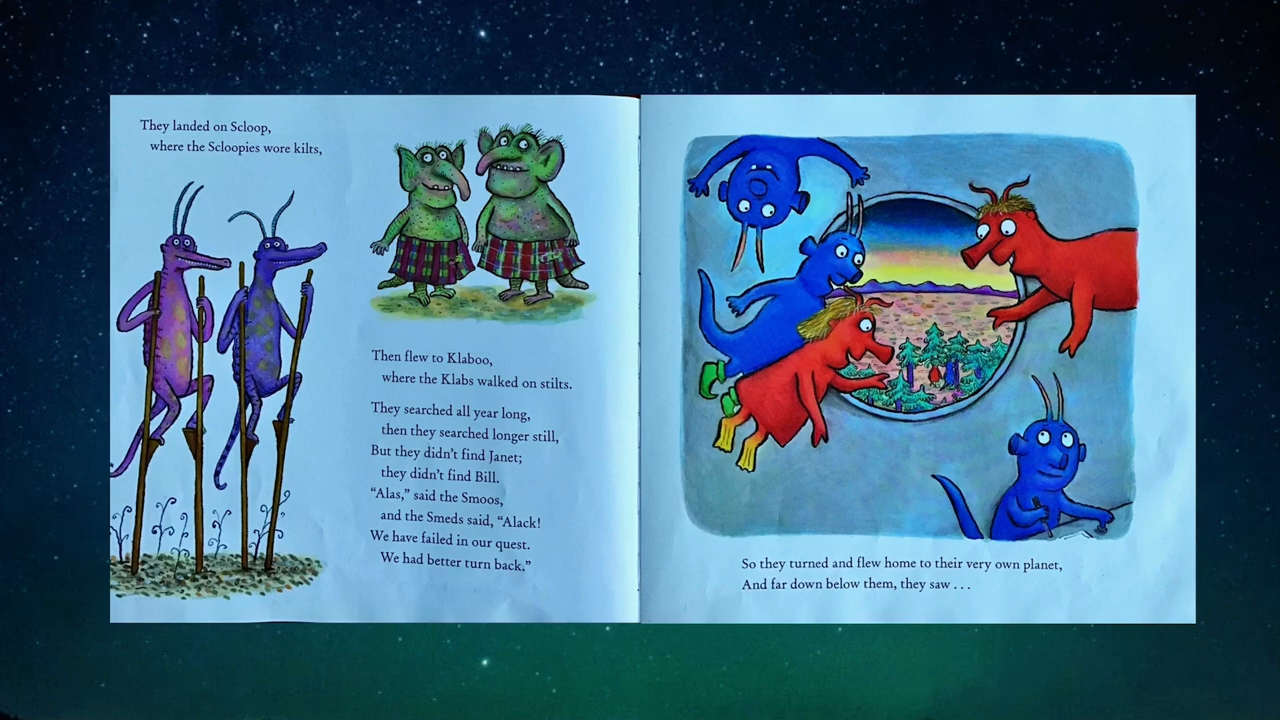 They landed on Scloop,
where the Scloopies wore kilts,
Then flew to Klaboo,
where the Klabs walked on stilts.
They searched all year long,
then they searched longer still,
But they didn’t find Janet;
they didn’t find Bill.
“Alas,” said the Smoos,
and the Smeds said, “Alack!
We have failed in our quest.
We had better turn back.”
So they turned and flew home to their very own planet,
And far down below them, they saw . . .